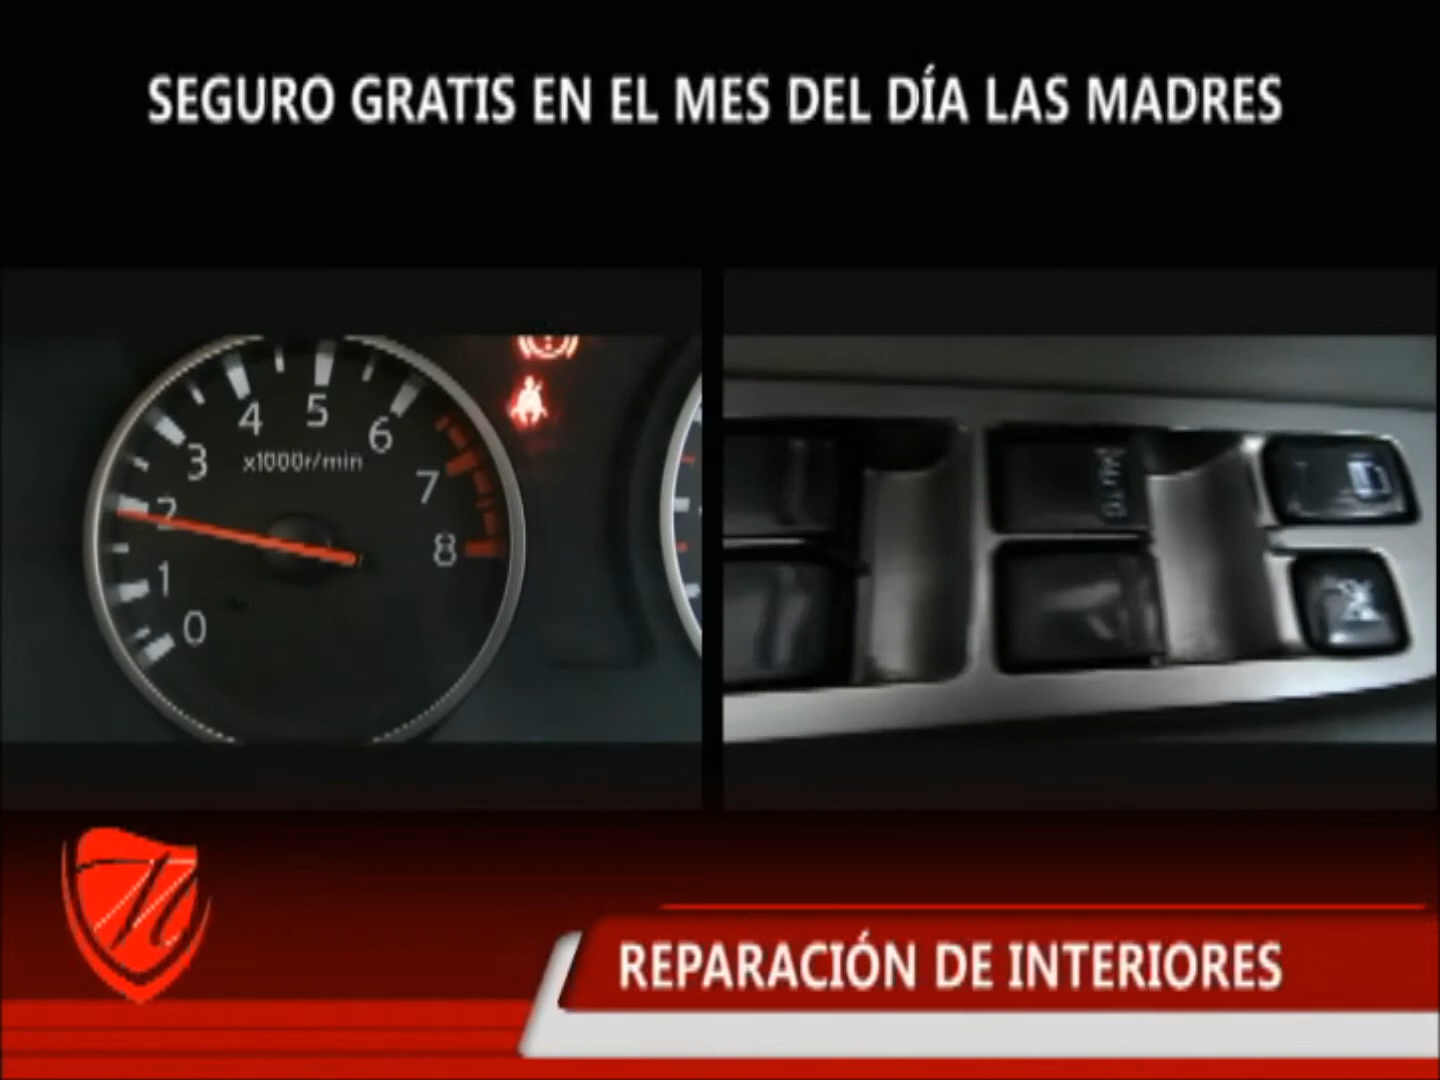 SEGURO GRATIS EN EL MES DEL DÍA LAS MADRES
4 5 6
3 x1000r/min 7
2 8
1
0
AUTO
REPARACIÓN DE INTERIORES